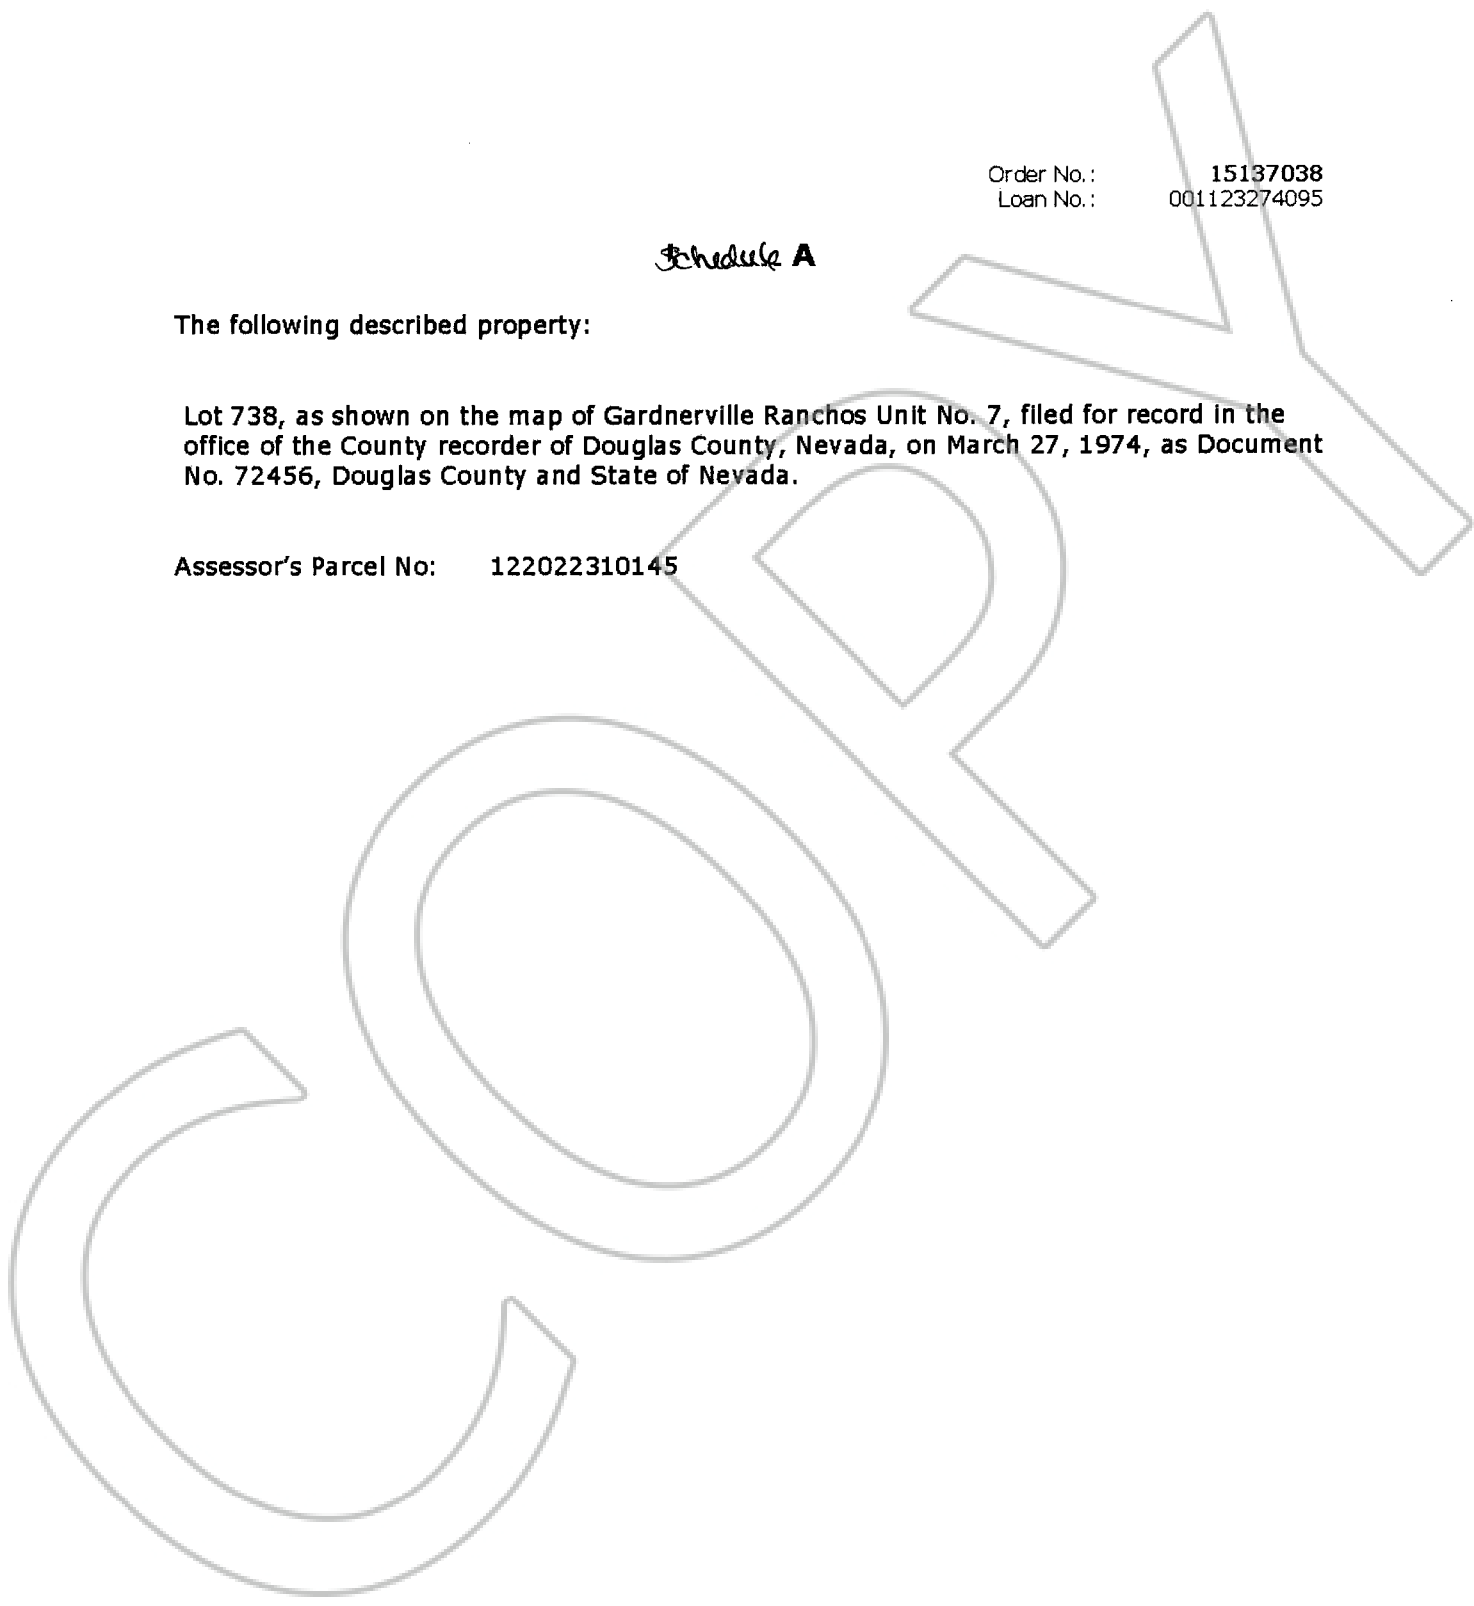 Order No.: 15137038
Loan No.: 001123274095
Schedule A
The following described property:
Lot 738, as shown on the map of Gardnerville Ranchos Unit No. 7, filed for record in the
office of the County recorder of Douglas County, Nevada, on March 27, 1974, as Document
No. 72456, Douglas County and State of Nevada.
Assessor's Parcel No: 122022310145
COPY